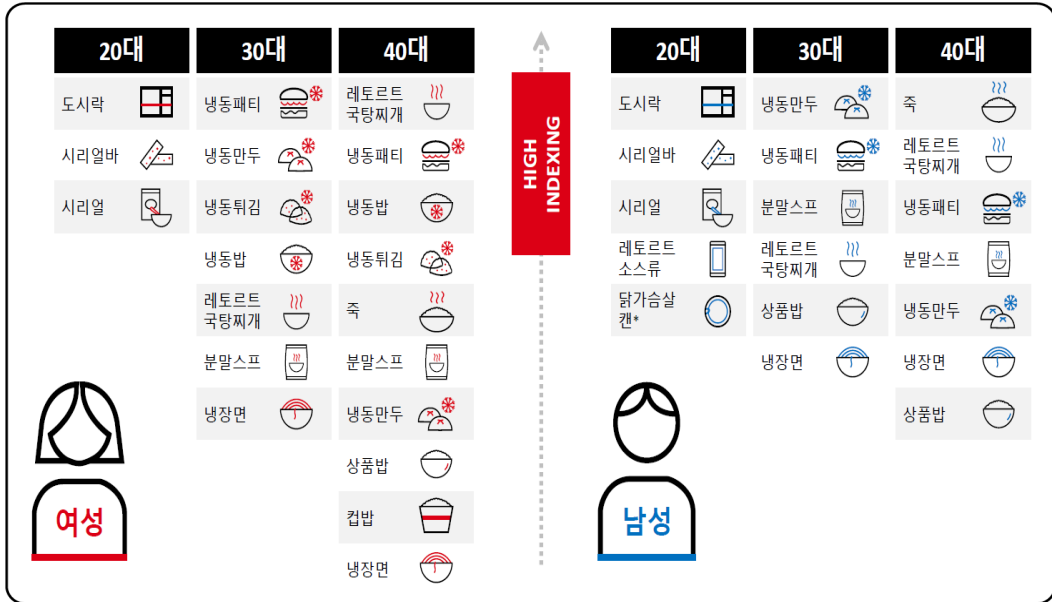 20대
30대
40대
도시락
냉동패티
레토르트
국탕찌개
시리얼바
냉동만두
냉동패티
시리얼
냉동튀김
냉동밥
냉동밥
냉동튀김
레토르트
국탕찌개
죽
분말스프
분말스프
냉장면
냉동만두
상품밥
컵밥
냉장면
여성
HIGH
INDEXING
20대
30대
40대
도시락
냉동만두
죽
시리얼바
냉동패티
레토르트
국탕찌개
시리얼
분말스프
냉동패티
레토르트
소스류
레토르트
국탕찌개
분말스프
닭가슴살
캔*
상품밥
냉동만두
냉장면
냉장면
상품밥
남성